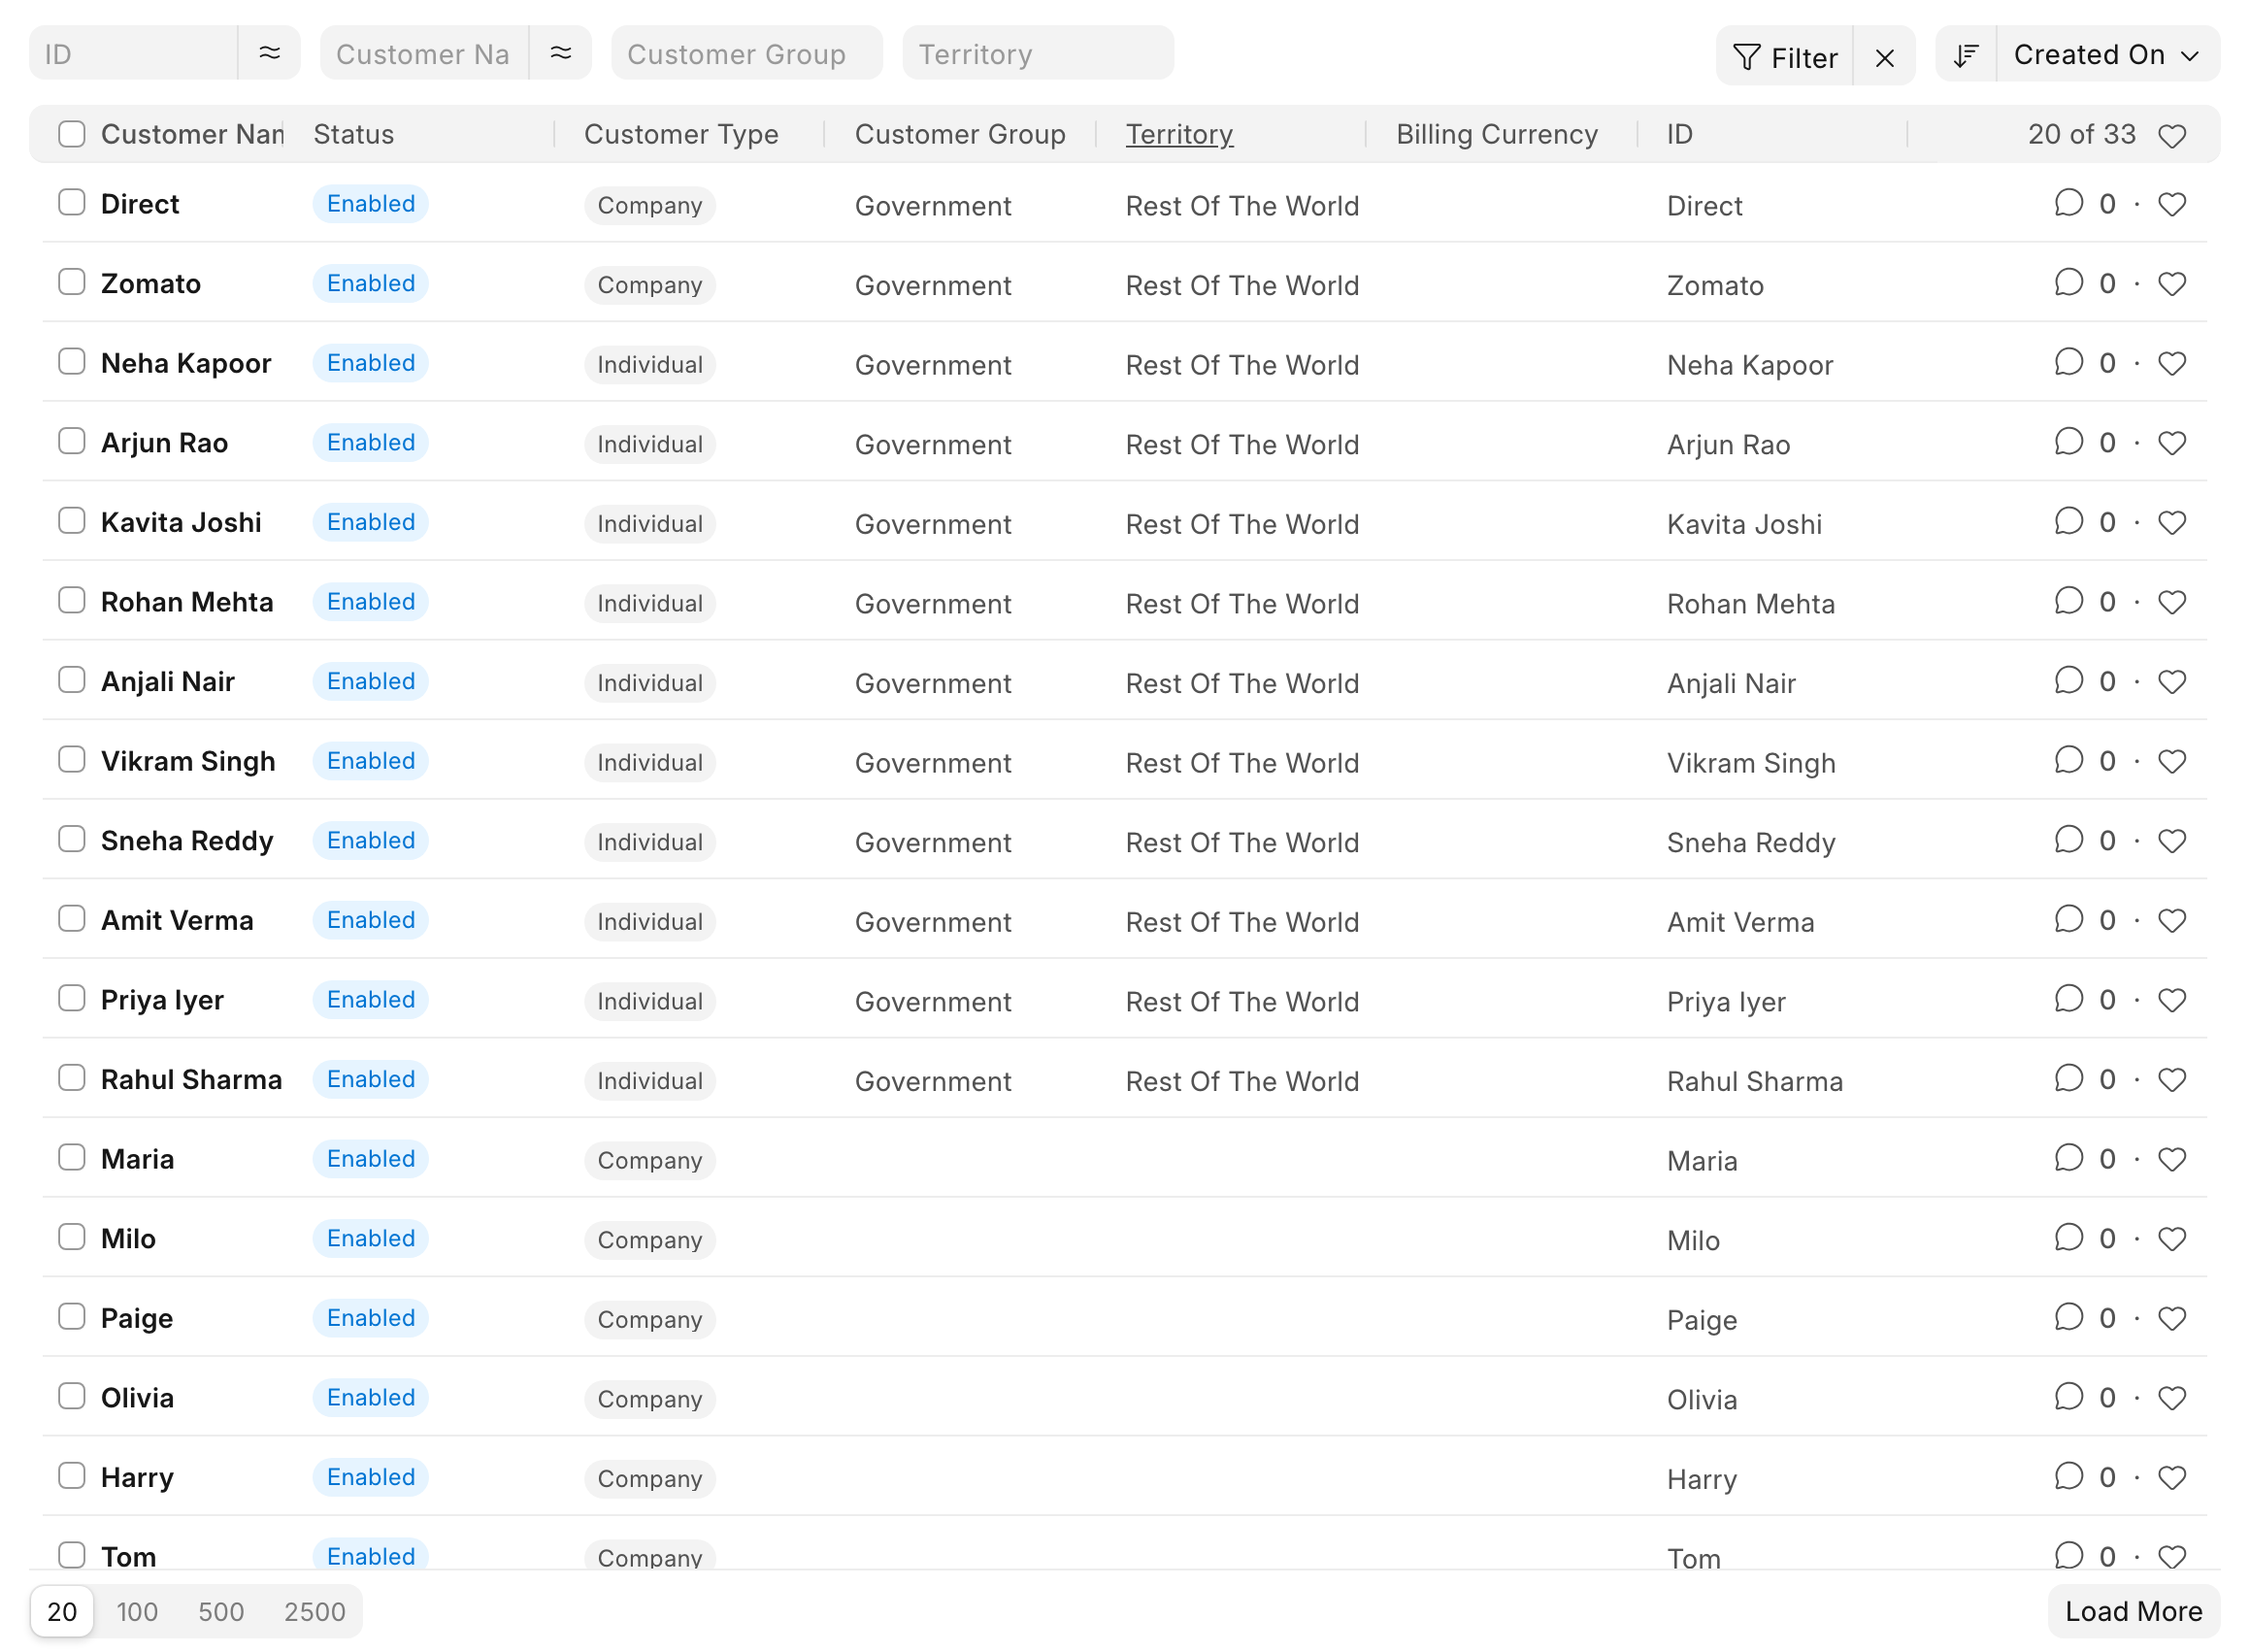 ID ≈ Customer Na ≈ Customer Group Territory Filter × Created On
Customer Nan Status Customer Type Customer Group Territory Billing Currency ID 20 of 33
Direct Enabled Company Government Rest Of The World Direct 0 ·
Zomato Enabled Company Government Rest Of The World Zomato 0 ·
Neha Kapoor Enabled Individual Government Rest Of The World Neha Kapoor 0 ·
Arjun Rao Enabled Individual Government Rest Of The World Arjun Rao 0 ·
Kavita Joshi Enabled Individual Government Rest Of The World Kavita Joshi 0 ·
Rohan Mehta Enabled Individual Government Rest Of The World Rohan Mehta 0 ·
Anjali Nair Enabled Individual Government Rest Of The World Anjali Nair 0 ·
Vikram Singh Enabled Individual Government Rest Of The World Vikram Singh 0 ·
Sneha Reddy Enabled Individual Government Rest Of The World Sneha Reddy 0 ·
Amit Verma Enabled Individual Government Rest Of The World Amit Verma 0 ·
Priya Iyer Enabled Individual Government Rest Of The World Priya Iyer 0 ·
Rahul Sharma Enabled Individual Government Rest Of The World Rahul Sharma 0 ·
Maria Enabled Company Maria 0 ·
Milo Enabled Company Milo 0 ·
Paige Enabled Company Paige 0 ·
Olivia Enabled Company Olivia 0 ·
Harry Enabled Company Harry 0 ·
Tom Enabled Company Tom 0 ·
20 100 500 2500 Load More